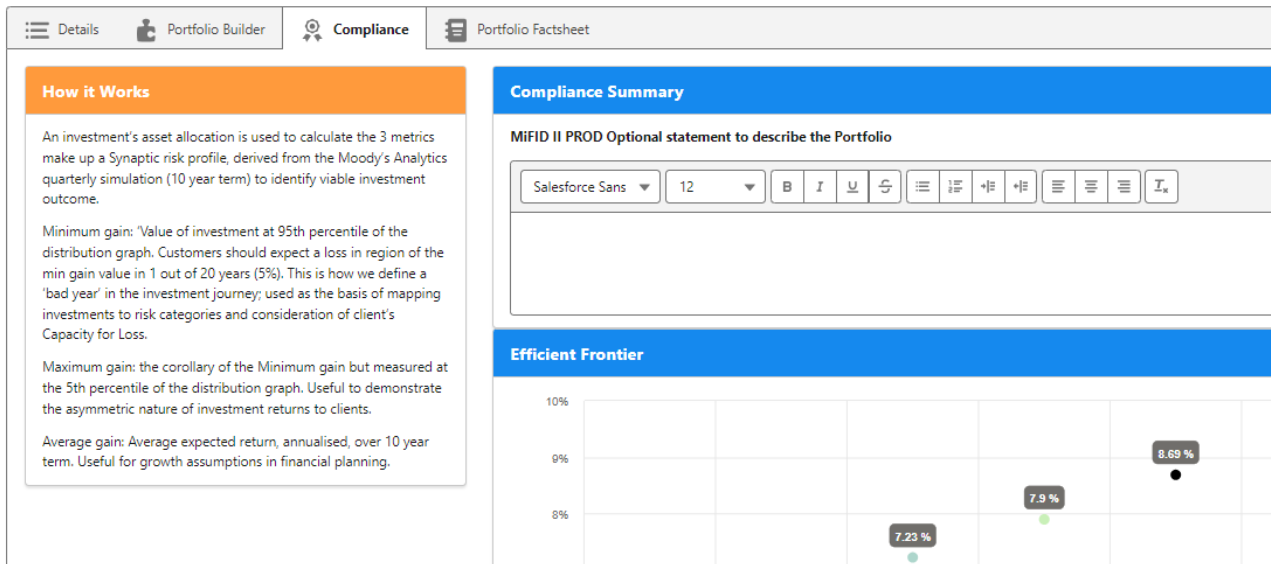 Details
Portfolio Builder
Compliance
Portfolio Factsheet
How it Works
An investment's asset allocation is used to calculate the 3 metrics
make up a Synaptic risk profile, derived from the Moody's Analytics
quarterly simulation (10 year term) to identify viable investment
outcome.
Minimum gain: 'Value of investment at 95th percentile of the
distribution graph. Customers should expect a loss in region of the
min gain value in 1 out of 20 years (5%). This is how we define a
'bad year' in the investment journey; used as the basis of mapping
investments to risk categories and consideration of client's
Capacity for Loss.
Maximum gain: the corollary of the Minimum gain but measured at
the 5th percentile of the distribution graph. Useful to demonstrate
the asymmetric nature of investment returns to clients.
Average gain: Average expected return, annualised, over 10 year
term. Useful for growth assumptions in financial planning.
Compliance Summary
MiFID II PROD Optional statement to describe the Portfolio
Salesforce Sans
12
B I U S
Efficient Frontier
10%
9%
8%
8.69 %
7.9 %
7.23 %